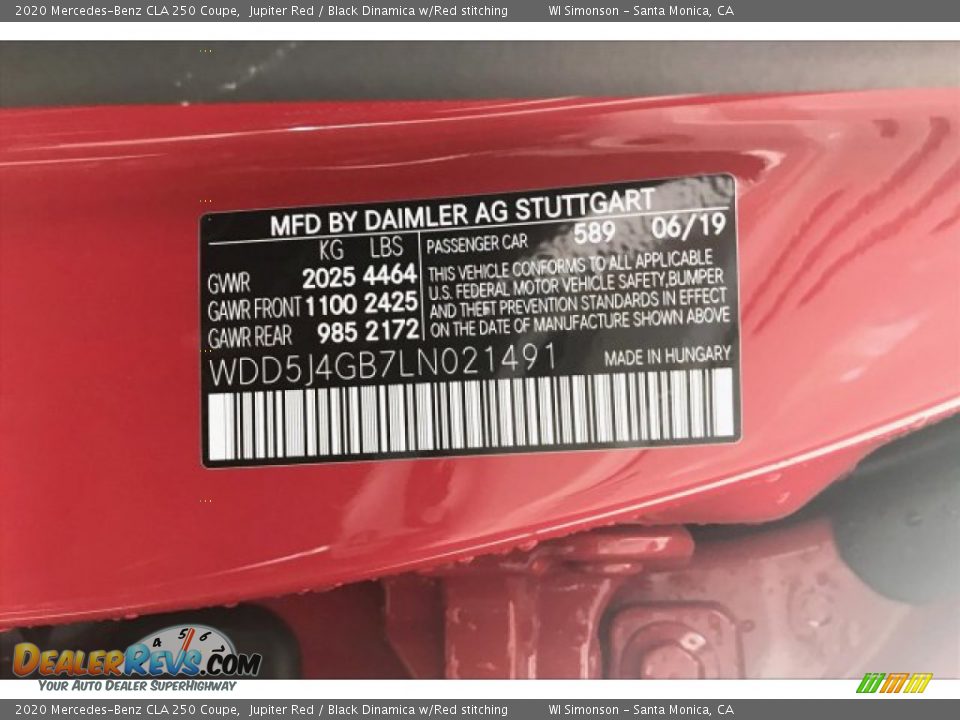 2020 Mercedes-Benz CLA 250 Coupe, Jupiter Red / Black Dinamica w/Red stitching WI Simonson - Santa Monica, CA
MFD BY DAIMLER AG STUTTGART
KG LBS
GVWR 2025 4464
GAWR FRONT 1100 2425
GAWR REAR 985 2172
PASSENGER CAR 589 06/19
THIS VEHICLE CONFORMS TO ALL APPLICABLE
U.S. FEDERAL MOTOR VEHICLE SAFETY,BUMPER
AND THEFT PREVENTION STANDARDS IN EFFECT
ON THE DATE OF MANUFACTURE SHOWN ABOVE
WDD5J4GB7LN021491 MADE IN HUNGARY
4 5 6 7
DealerRevs.com
Your Auto Dealer SuperHighway
2020 Mercedes-Benz CLA 250 Coupe, Jupiter Red / Black Dinamica w/Red stitching WI Simonson - Santa Monica, CA